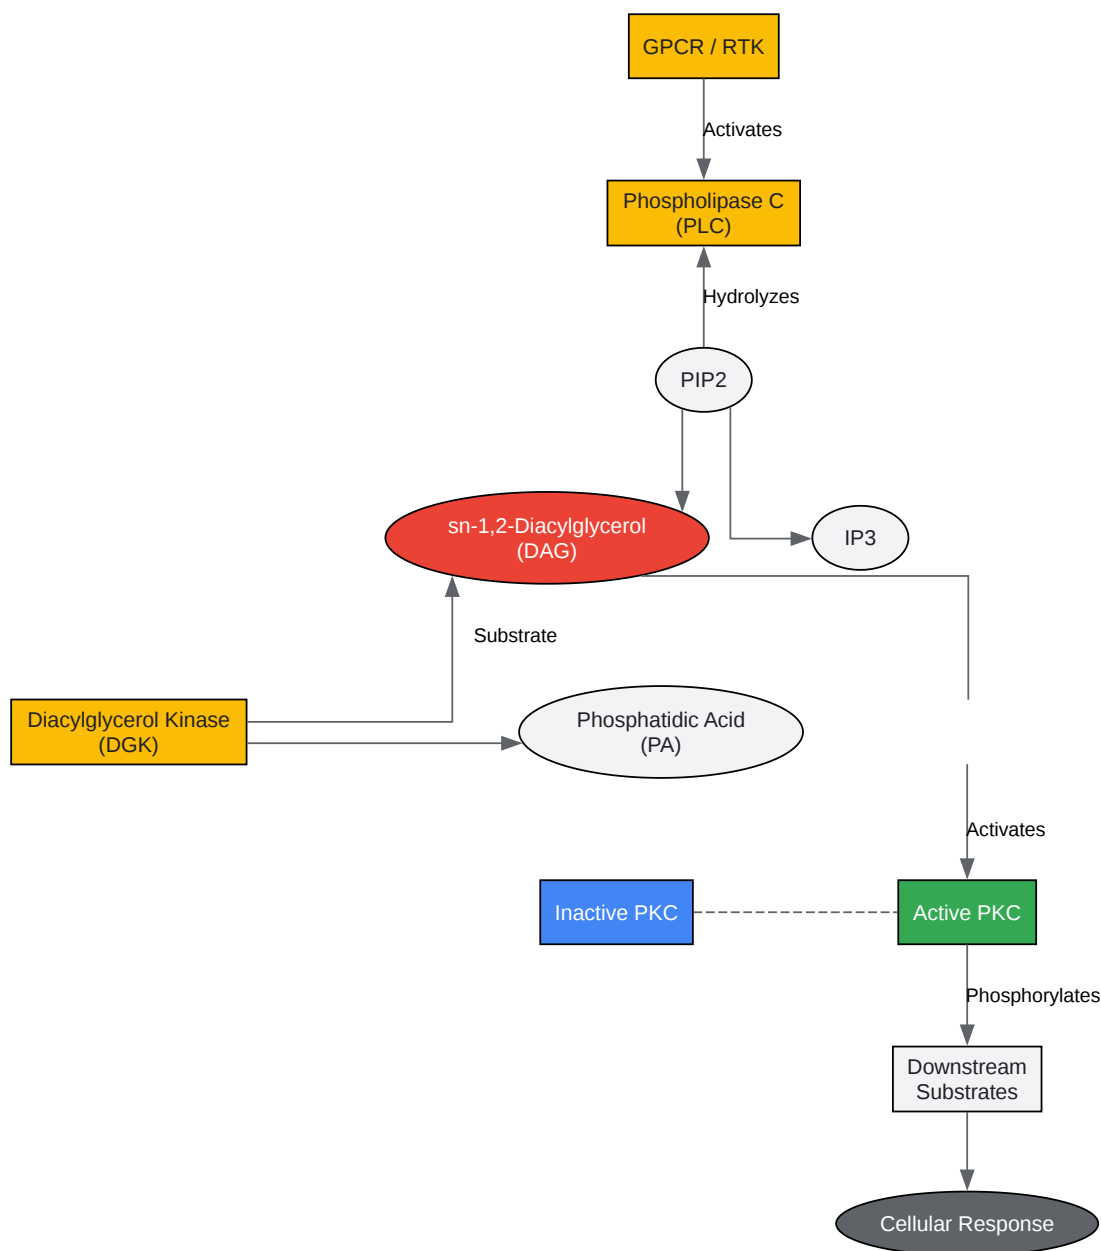 GPCR / RTK
Activates
Phospholipase C
(PLC)
Hydrolyzes
PIP2
sn-1,2-Diacylglycerol
(DAG)
IP3
Substrate
Diacylglycerol Kinase
(DGK)
Phosphatidic Acid
(PA)
Activates
Inactive PKC
Active PKC
Phosphorylates
Downstream
Substrates
Cellular Response